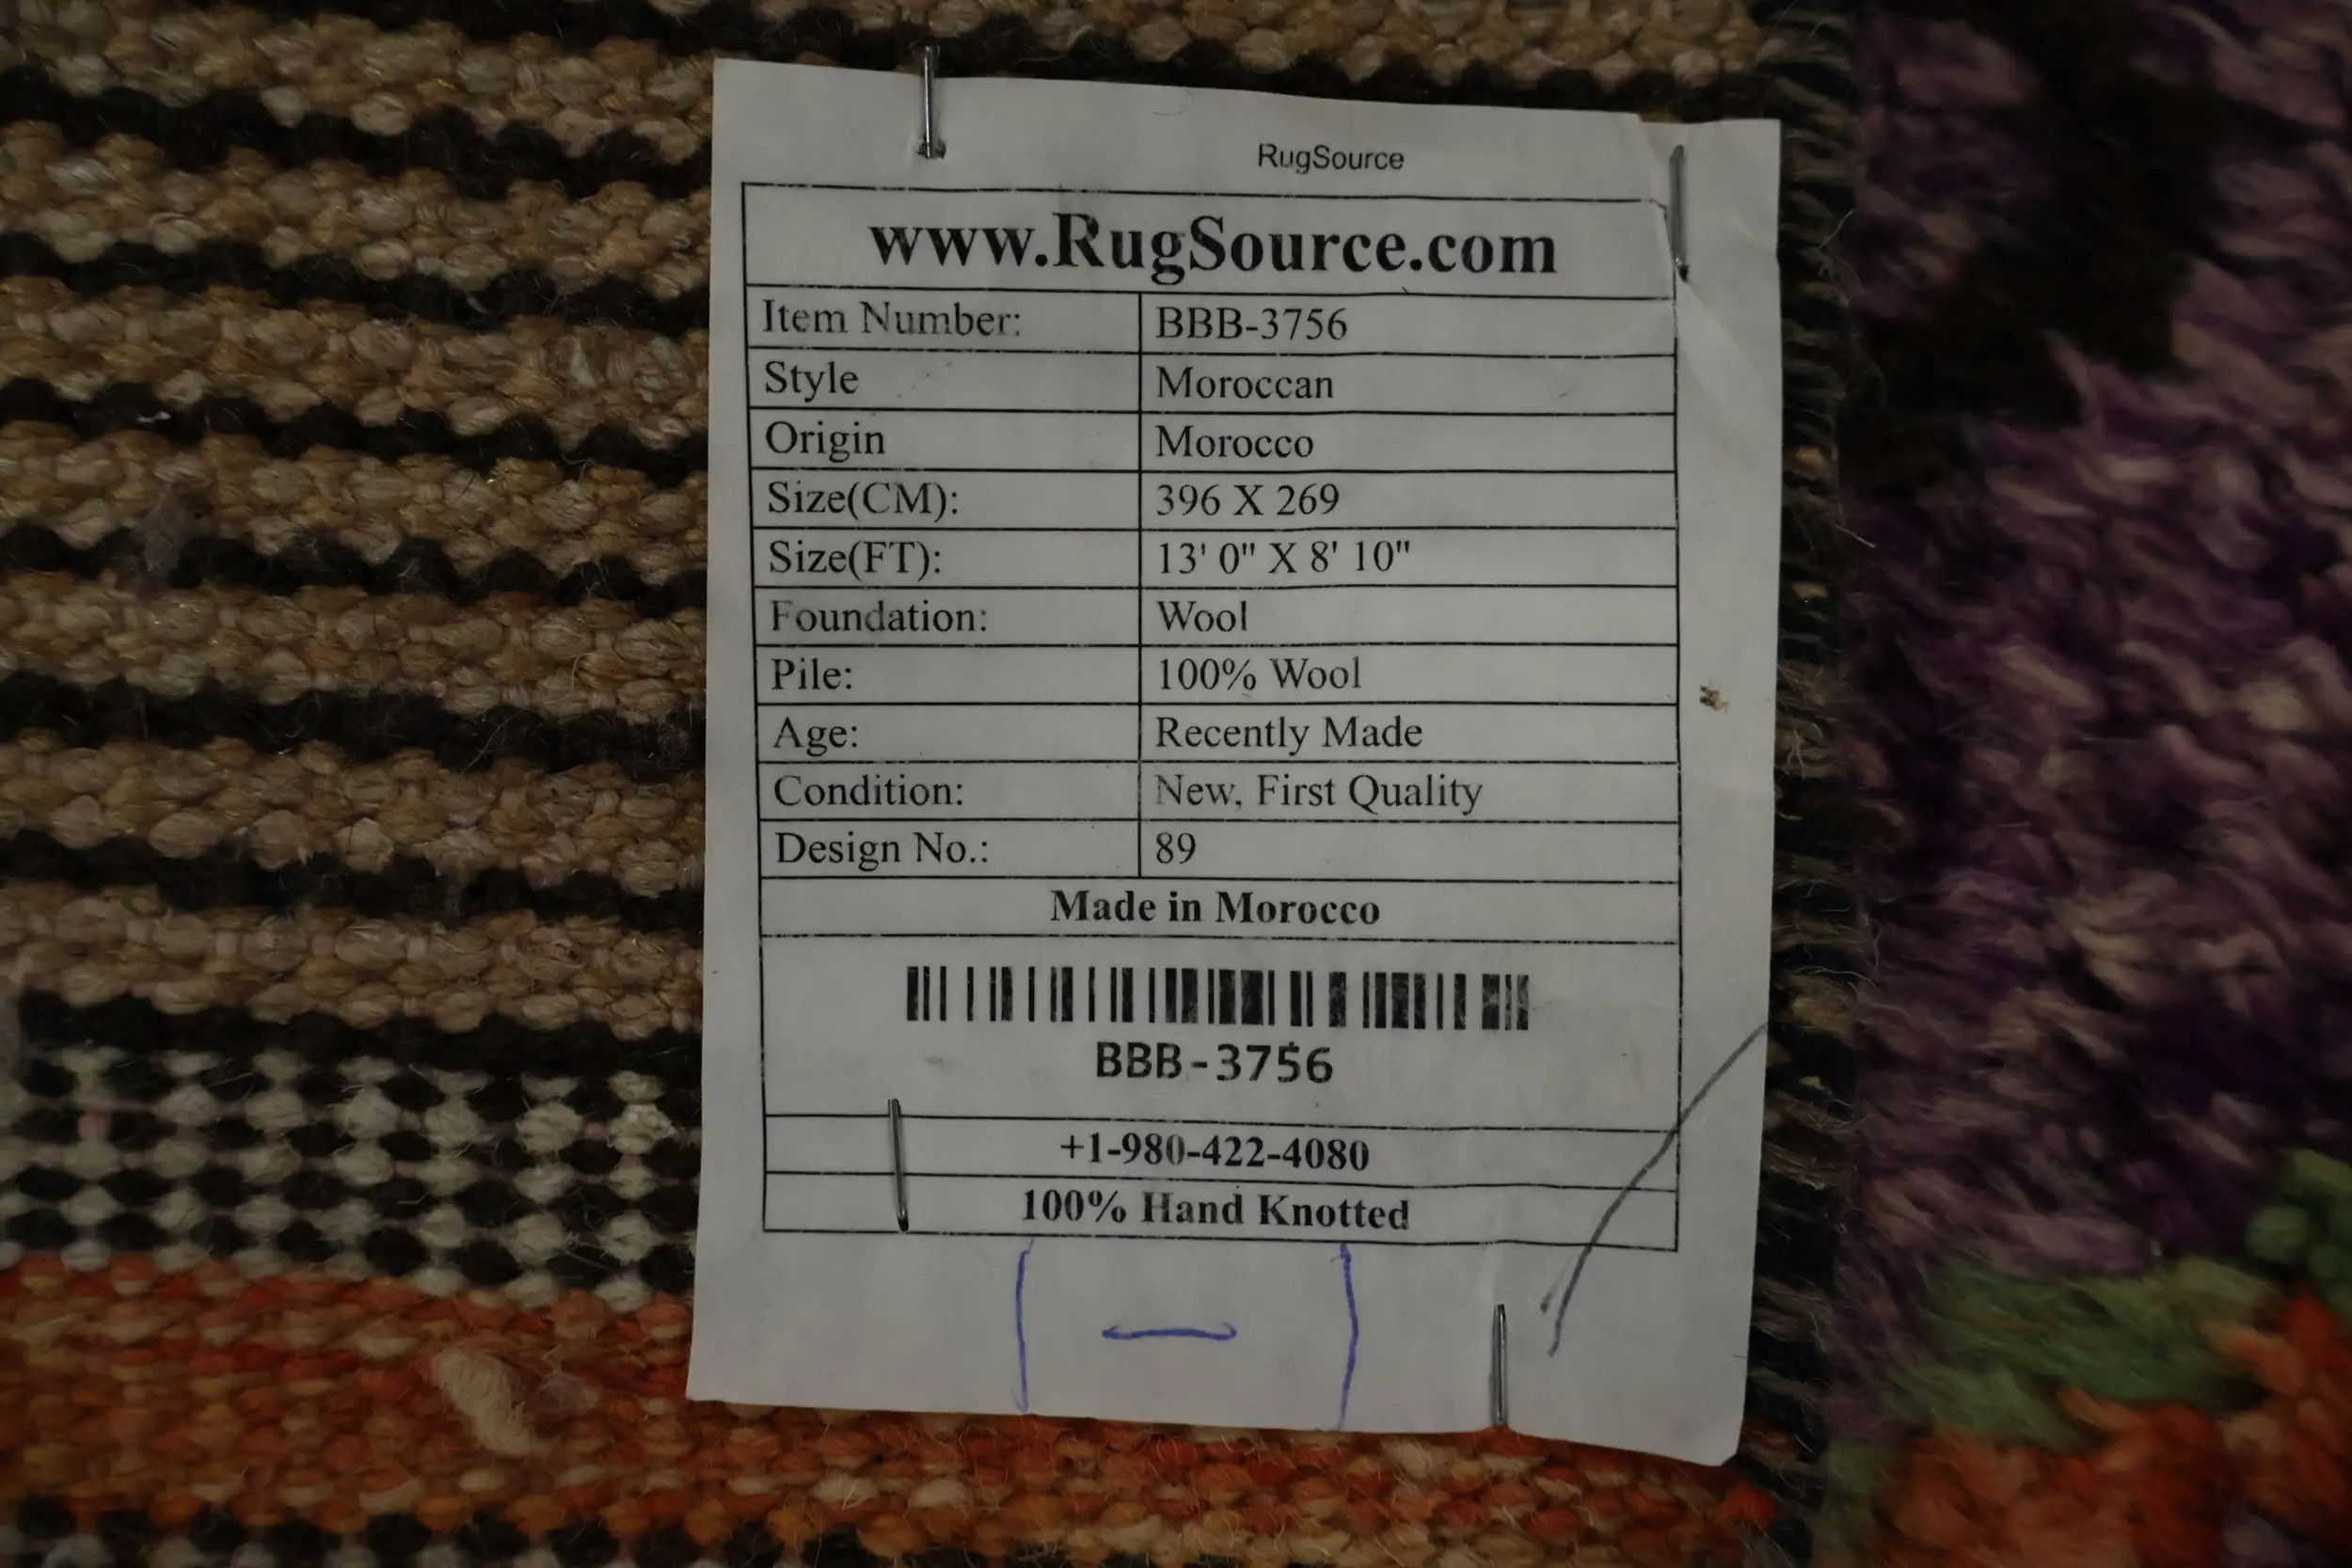 RugSource
www.RugSource.com
Item Number: BBB-3756
Style Moroccan
Origin Morocco
Size(CM): 396 X 269
Size(FT): 13' 0" X 8' 10"
Foundation: Wool
Pile: 100% Wool
Age: Recently Made
Condition: New, First Quality
Design No.: 89
Made in Morocco
BBB-3756
+1-980-422-4080
100% Hand Knotted